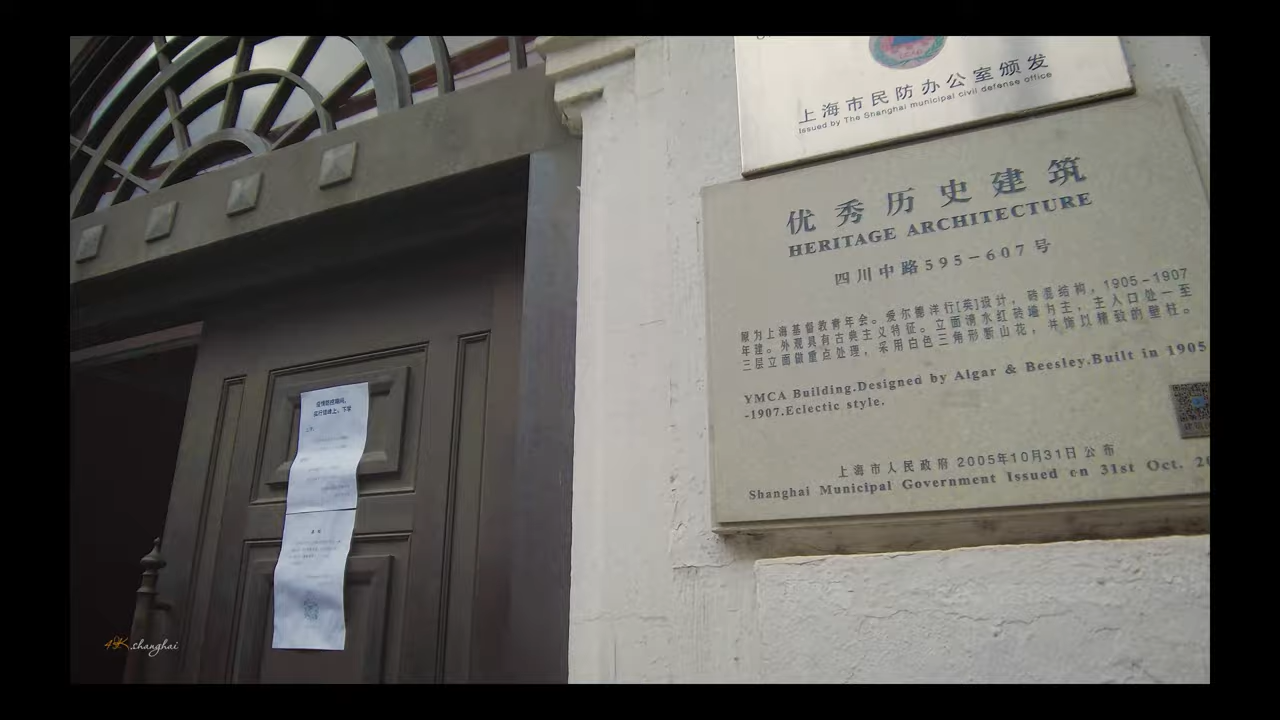 上海市民防办公室颁发
Issued by The Shanghai municipal civil defense office
优秀历史建筑
HERITAGE ARCHITECTURE
四川中路595-607号
原为上海基督教青年会。爱尔德洋行[英]设计，砖混结构，1905-1907
年建。外观具有古典主义特征。立面清水红砖墙为主，主入口处一至
三层立面做重点处理，采用白色三角形断山花，并饰以精致的壁柱。
YMCA Building.Designed by Algar & Beesley.Built in 1905
-1907.Eclectic style.
上海市人民政府 2005年10月31日公布
Shanghai Municipal Government Issued on 31st Oct. 20
4K.shanghai